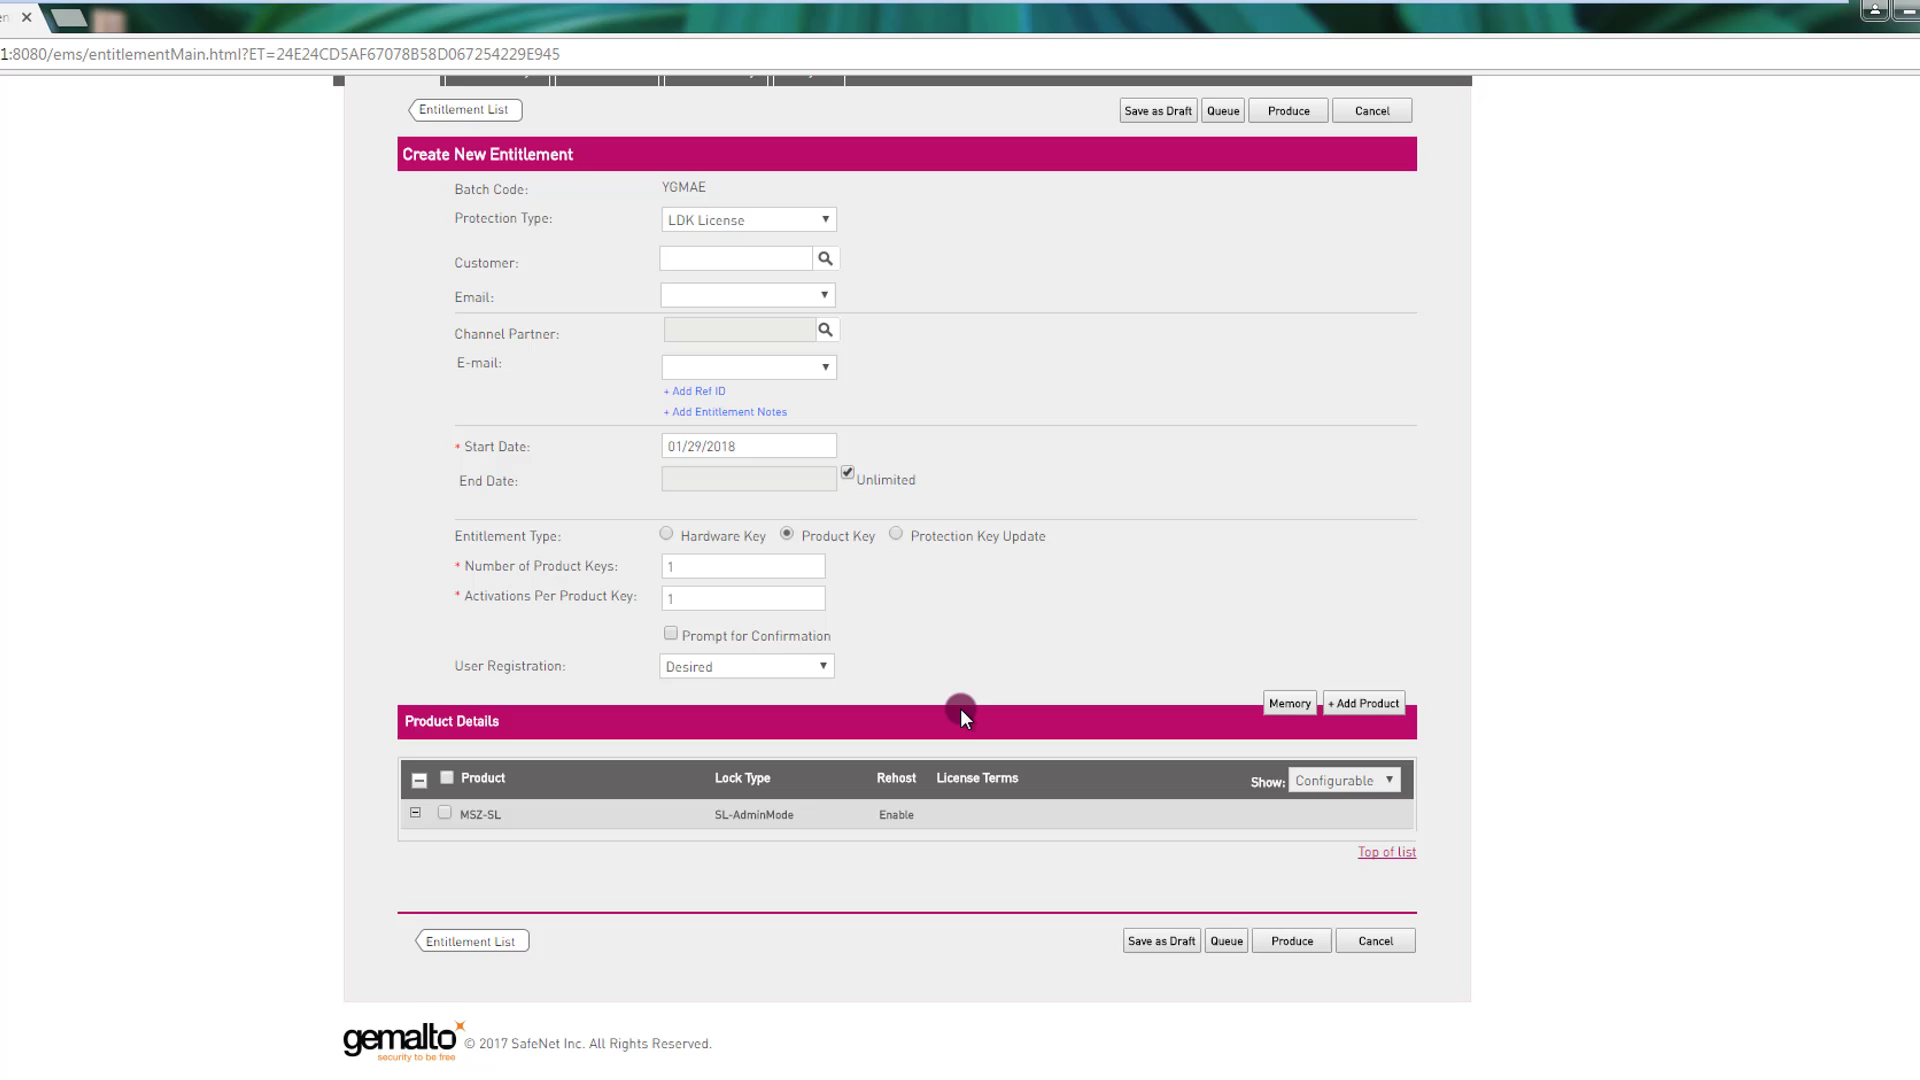 1:8080/ems/entitlementMain.html?ET=24E24CD5AF67078B58D067254229E945
Entitlement List
Save as Draft Queue Produce Cancel
Create New Entitlement
Batch Code: YGMAE
Protection Type: LDK License
Customer:
Email:
Channel Partner:
E-mail:
+ Add Ref ID
+ Add Entitlement Notes
* Start Date: 01/29/2018
End Date: Unlimited
Entitlement Type: Hardware Key Product Key Protection Key Update
* Number of Product Keys: 1
* Activations Per Product Key: 1
Prompt for Confirmation
User Registration: Desired
Memory + Add Product
Product Details
Product Lock Type Rehost License Terms Show: Configurable
MSZ-SL SL-AdminMode Enable
Top of list
Entitlement List
Save as Draft Queue Produce Cancel
gemalto
security to be free
© 2017 SafeNet Inc. All Rights Reserved.